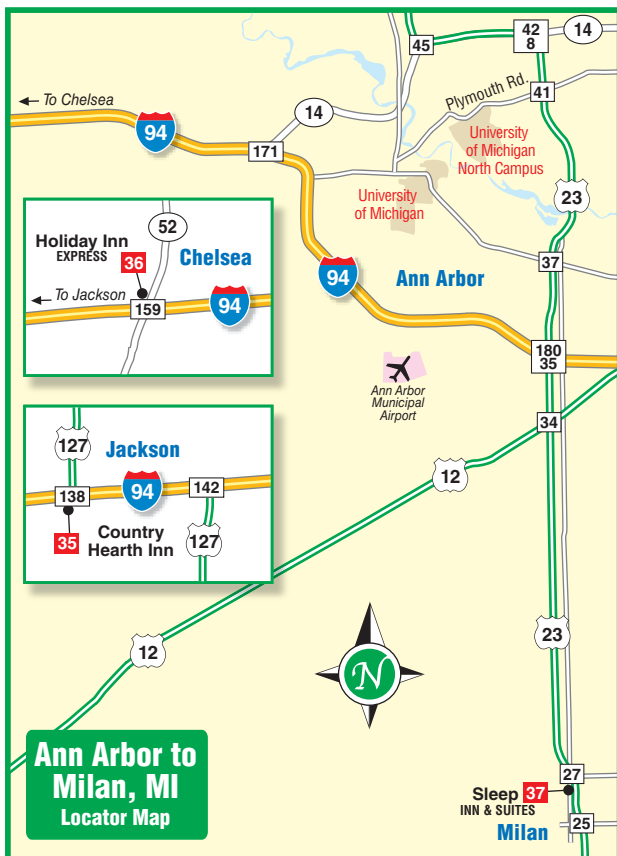 42
8
14
45
Plymouth Rd.
41
← To Chelsea
14
94
171
University
of Michigan
North Campus
University
of Michigan
23
52
Holiday Inn
EXPRESS
36
Chelsea
To Jackson
159
94
37
94
Ann Arbor
180
35
Ann Arbor
Municipal
Airport
34
127
Jackson
94
138
142
35
Country
Hearth Inn
127
12
12
23
N
Ann Arbor to
Milan, MI
Locator Map
27
Sleep 37
INN & SUITES
25
Milan